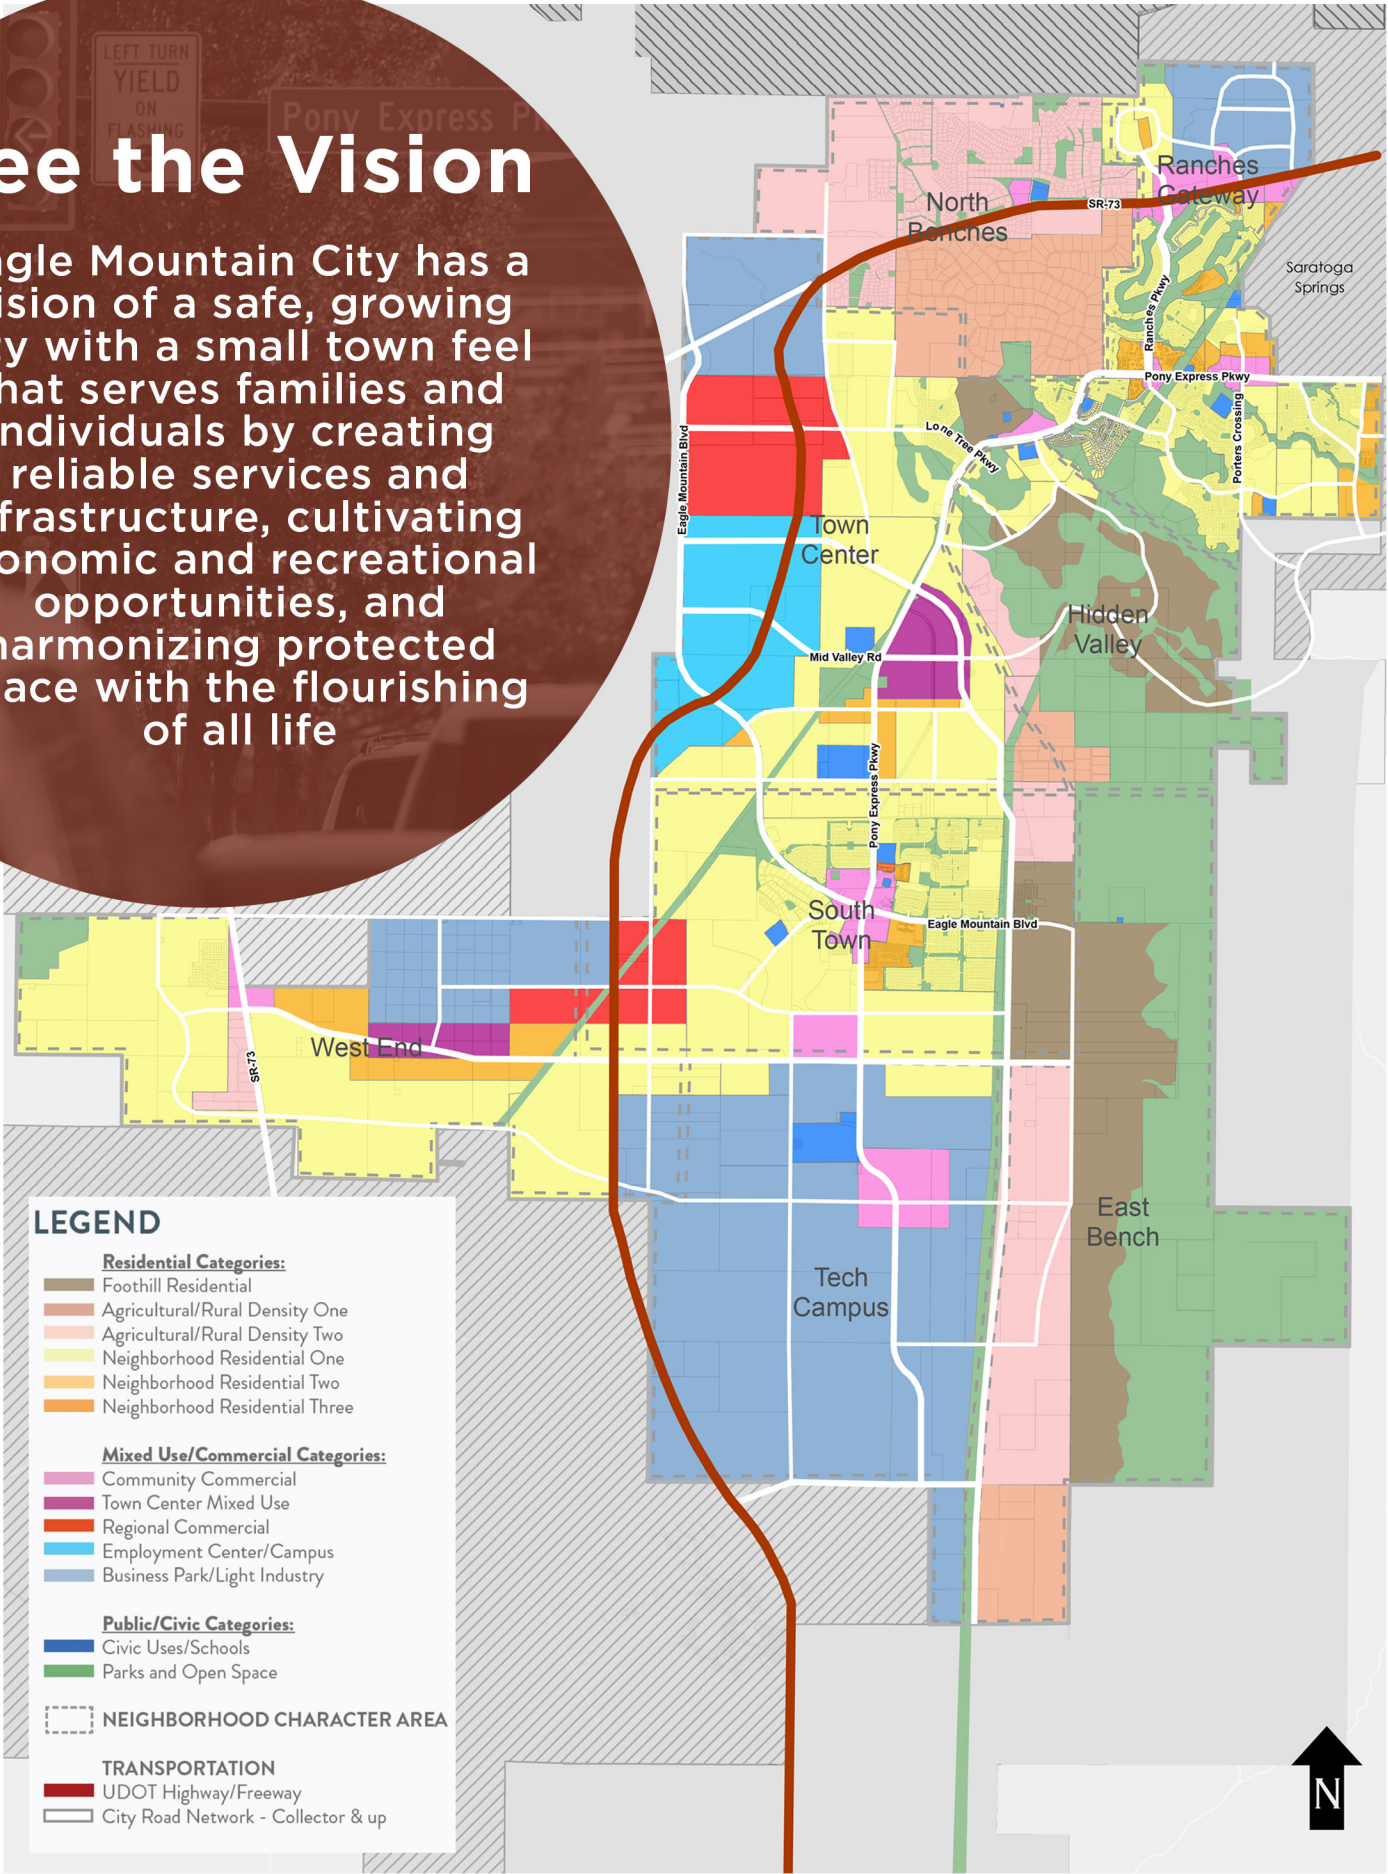 LEFT TURN
YIELD
ON
FLASHING
Pony Express P
ee the Vision
gle Mountain City has a
ision of a safe, growing
ty with a small town feel
hat serves families and
ndividuals by creating
reliable services and
frastructure, cultivating
onomic and recreational
opportunities, and
harmonizing protected
ace with the flourishing
of all life
Ranches
Gateway
North
Benches
SR-73
Saratoga
Springs
Ranches Pkwy
Pony Express Pkwy
Porters Crossing
Lone Tree Pkwy
Eagle Mountain Blvd
Town
Center
Hidden
Valley
Mid Valley Rd
Pony Express Pkwy
South
Town
Eagle Mountain Blvd
West End
SR-73
East
Bench
Tech
Campus
LEGEND
Residential Categories:
Foothill Residential
Agricultural/Rural Density One
Agricultural/Rural Density Two
Neighborhood Residential One
Neighborhood Residential Two
Neighborhood Residential Three
Mixed Use/Commercial Categories:
Community Commercial
Town Center Mixed Use
Regional Commercial
Employment Center/Campus
Business Park/Light Industry
Public/Civic Categories:
Civic Uses/Schools
Parks and Open Space
NEIGHBORHOOD CHARACTER AREA
TRANSPORTATION
UDOT Highway/Freeway
City Road Network - Collector & up
N